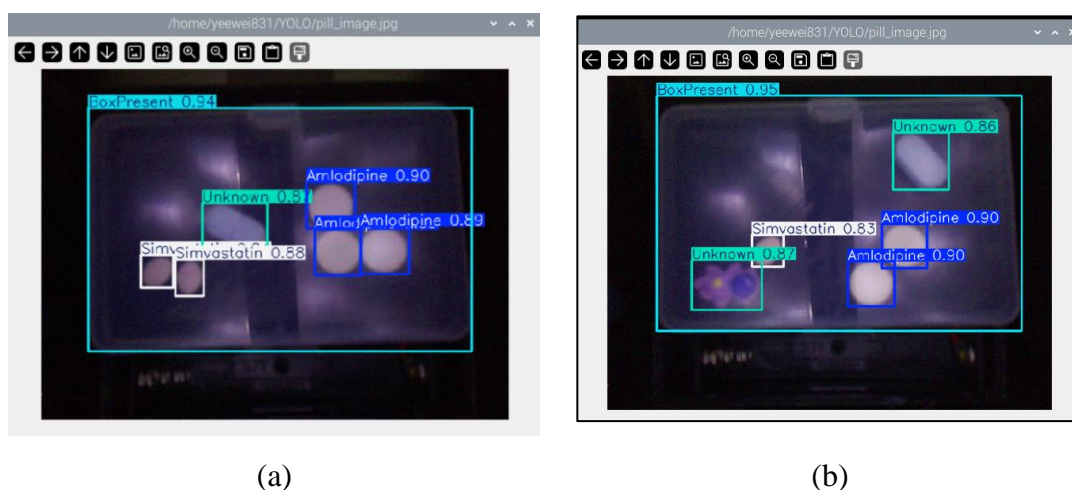 /home/yeewei831/YOLO/pill_image.jpg
BoxPresent 0.94
Amlodipine 0.90
Unknown 0.87
Amlodipine 0.89
Simvastatin 0.88
(a)
/home/yeewei831/YOLO/pill_image.jpg
BoxPresent 0.95
Unknown 0.86
Amlodipine 0.90
Simvastatin 0.83
Unknown 0.87
Amlodipine 0.90
(b)